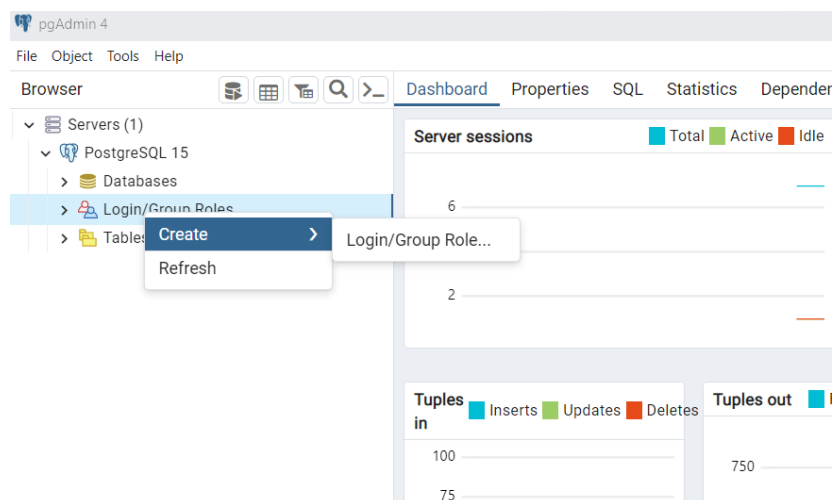 pgAdmin 4
File Object Tools Help
Browser
Dashboard Properties SQL Statistics
Servers (1)
PostgreSQL 15
Databases
Login/Group Roles
Create
Login/Group Role...
Refresh
Server sessions
Total Active Idle
6
2
Tuples in
Inserts Updates Deletes
100
75
Tuples out
750